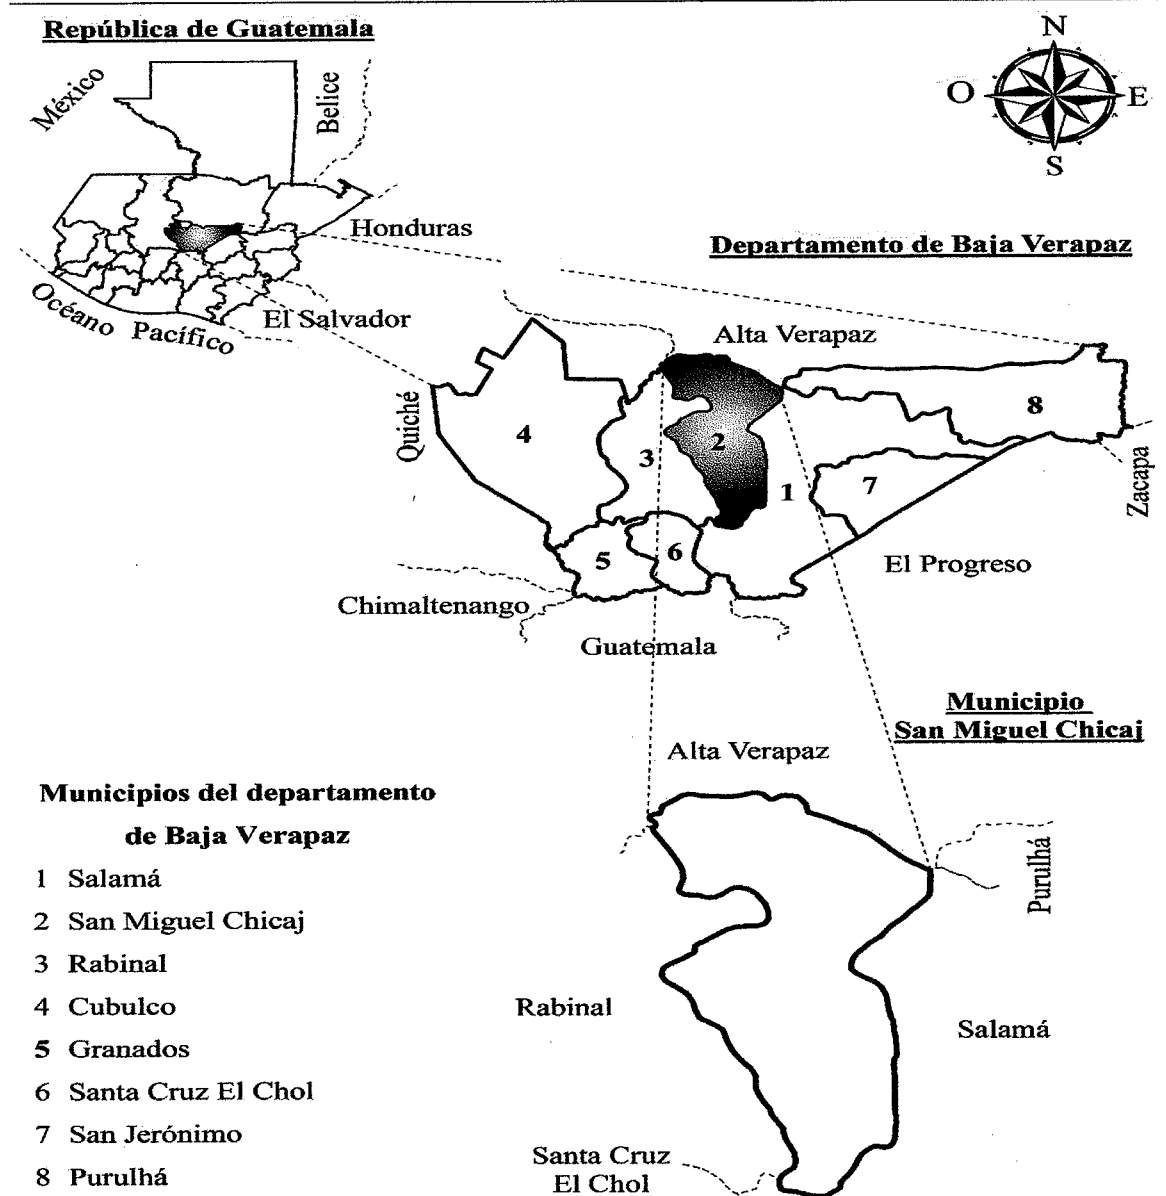 República de Guatemala
N
O
E
S
México
Belice
Honduras
El Salvador
Océano Pacífico
Departamento de Baja Verapaz
Alta Verapaz
Quiché
4
3
2
1
8
7
5
6
Zacapa
El Progreso
Chimaltenango
Guatemala
Municipio
San Miguel Chicaj
Alta Verapaz
Purulhá
Rabinal
Salamá
Santa Cruz
El Chol
Municipios del departamento
de Baja Verapaz
1 Salamá
2 San Miguel Chicaj
3 Rabinal
4 Cubulco
5 Granados
6 Santa Cruz El Chol
7 San Jerónimo
8 Purulhá